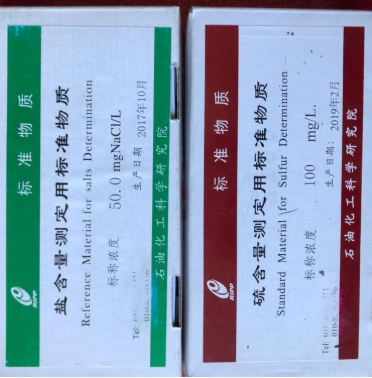 标准物质
盐含量测定用标准物质
Reference Material for salts Determination
标称浓度 50.0 mgNaCl/L
生产日期: 2017年10月
RIPP
Tel:
石油化工科学研究院
标准物质
硫含量测定用标准物质
Standard Material for Sulfur Determination
标称浓度 100 mg/L.
生产日期: 2019年2月
RIPP
Tel:
石油化工科学研究院